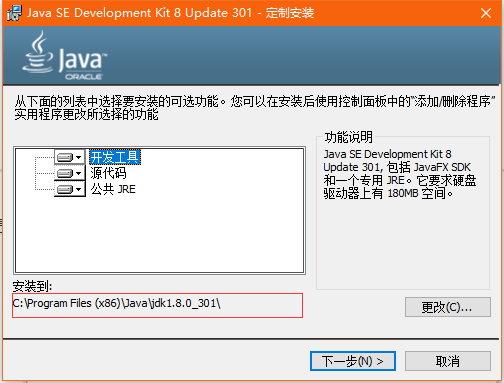 Java SE Development Kit 8 Update 301 - 定制安装
Java
ORACLE
从下面的列表中选择要安装的可选功能。您可以在安装后使用控制面板中的“添加/删除程序”
实用程序更改所选择的功能
开发工具
源代码
公共 JRE
功能说明
Java SE Development Kit 8
Update 301, 包括 JavaFX SDK
和一个专用 JRE。它要求硬盘
驱动器上有 180MB 空间。
安装到:
C:\Program Files (x86)\Java\jdk1.8.0_301\
更改(C)...
下一步(N) >
取消